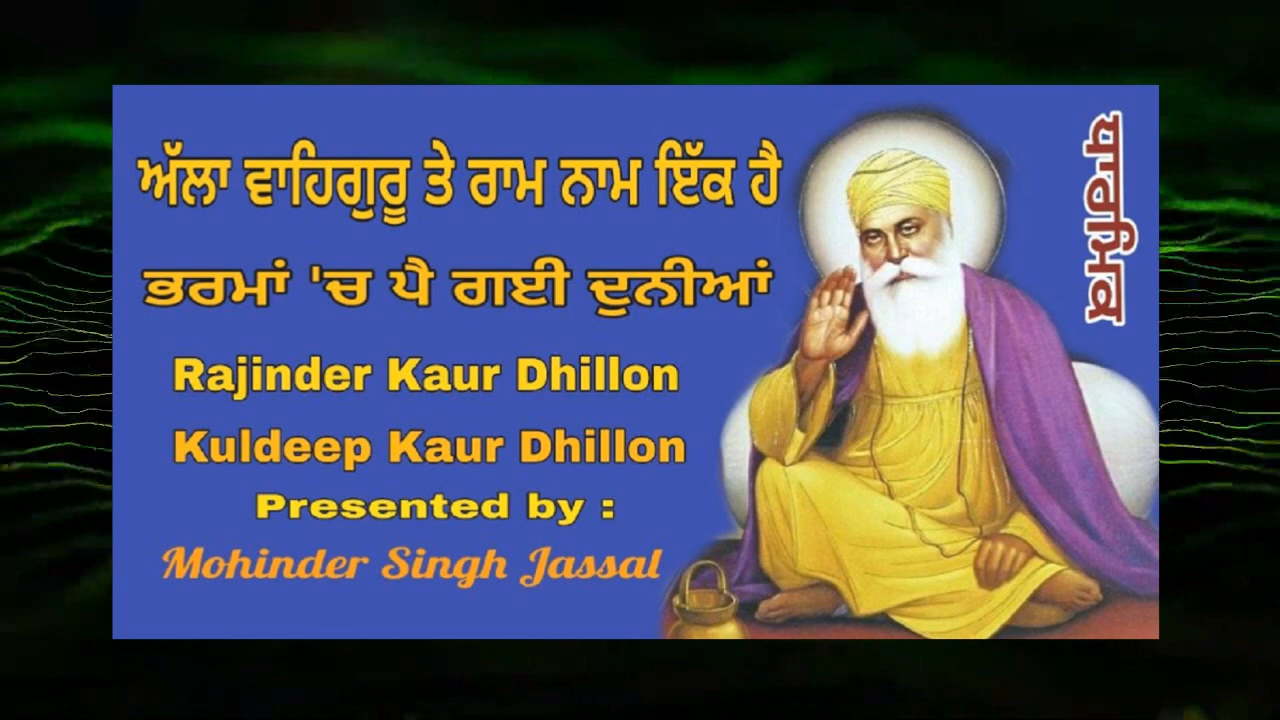 ਅੱਲਾ ਵਾਹਿਗੁਰੂ ਤੇ ਰਾਮ ਨਾਮ ਇੱਕ ਹੈ
ਭਰਮਾਂ 'ਚ ਪੈ ਗਈ ਦੁਨੀਆਂ
Rajinder Kaur Dhillon
Kuldeep Kaur Dhillon
Presented by :
Mohinder Singh Jassal
ਧਾਰਮਿਕ